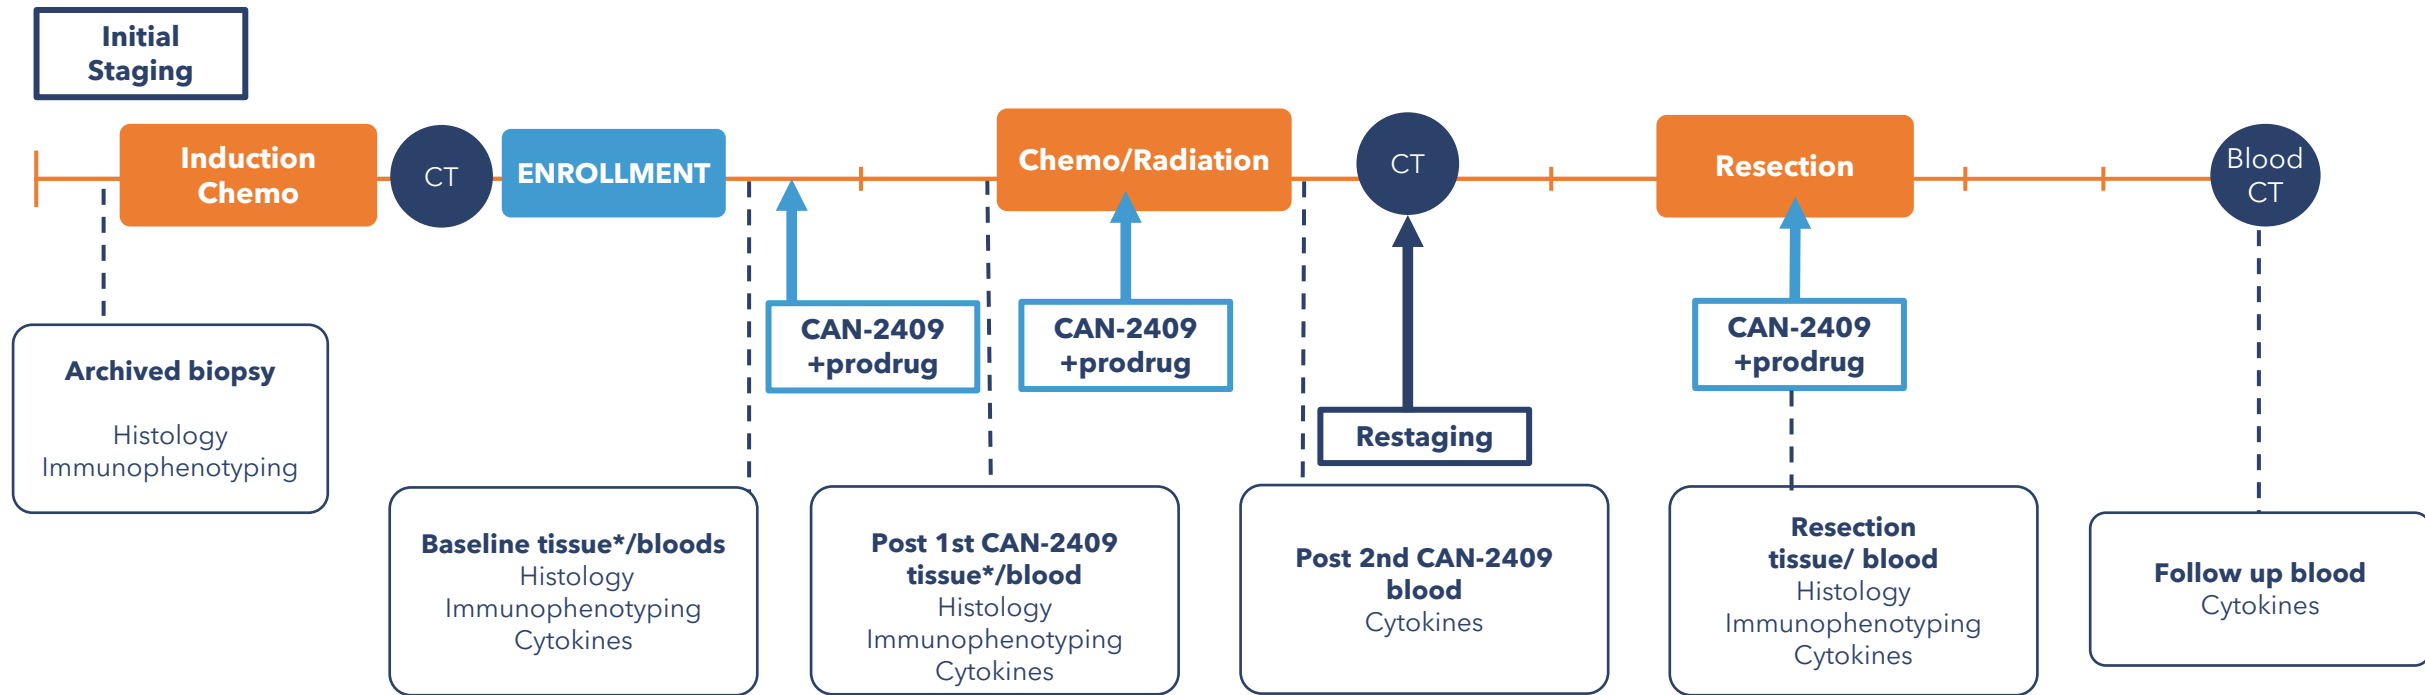 Initial
Staging
Induction
Chemo
CT
ENROLLMENT
Chemo/Radiation
CT
Resection
Blood
CT
CAN-2409
+prodrug
CAN-2409
+prodrug
CAN-2409
+prodrug
Restaging
Archived biopsy
Histology
Immunophenotyping
Baseline tissue*/bloods
Histology
Immunophenotyping
Cytokines
Post 1st CAN-2409
tissue*/blood
Histology
Immunophenotyping
Cytokines
Post 2nd CAN-2409
blood
Cytokines
Resection
tissue/ blood
Histology
Immunophenotyping
Cytokines
Follow up blood
Cytokines